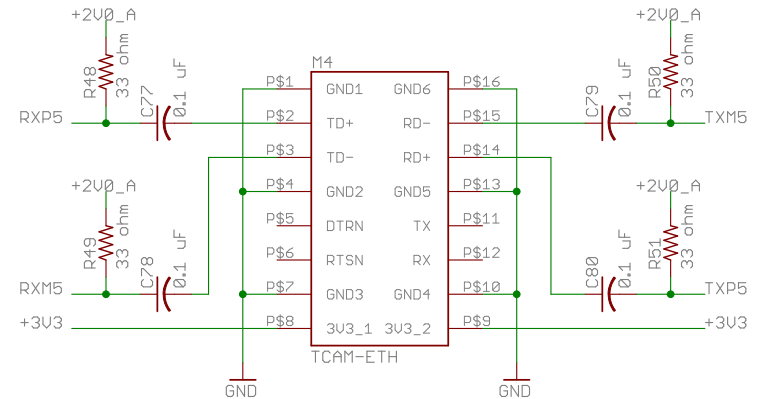 +2V0_A
+2V0_A
R48
33 ohm
C77
0.1 uF
M4
C79
0.1 uF
R50
33 ohm
P$1 GND1 GND6 P$16
RXP5 P$2 TD+ RD- P$15 TXM5
P$3 TD- RD+ P$14
+2V0_A P$4 GND2 GND5 P$13 +2V0_A
P$5 DTRN TX P$11
R49
33 ohm
C78
0.1 uF
C80
0.1 uF
R51
33 ohm
P$6 RTSN RX P$12
RXM5 P$7 GND3 GND4 P$10 TXP5
+3V3 P$8 3V3_1 3V3_2 P$9 +3V3
TCAM-ETH
GND
GND